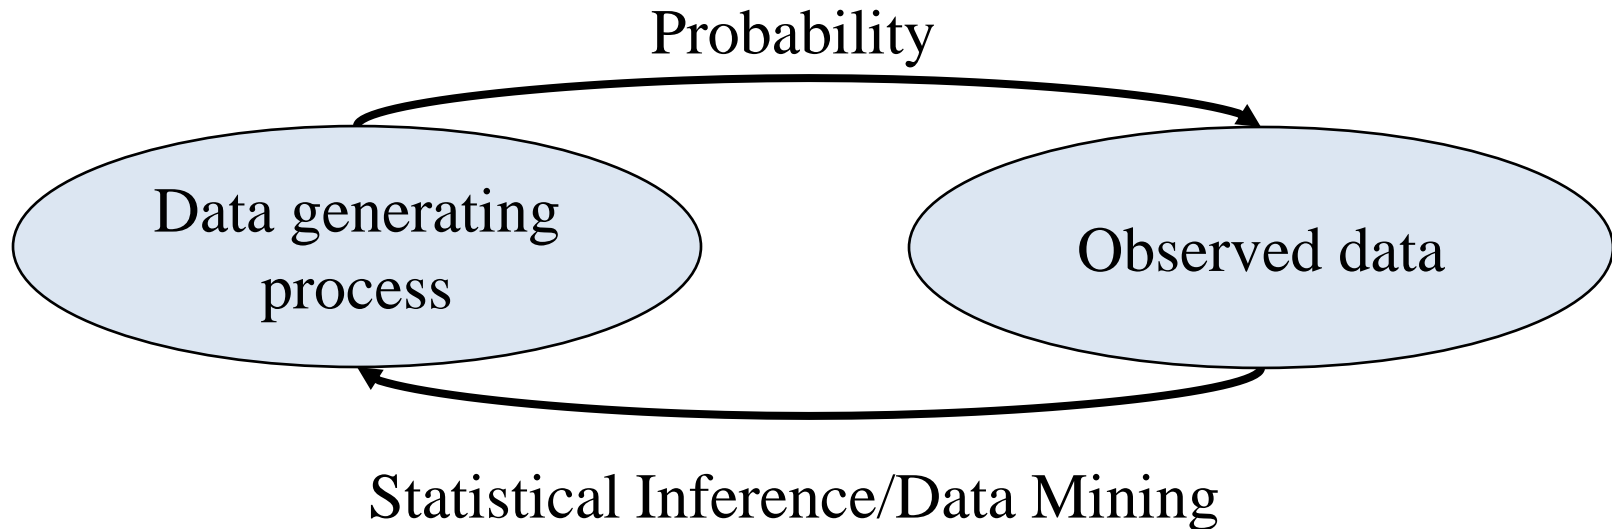 Probability
Data generating
process
Observed data
Statistical Inference/Data Mining